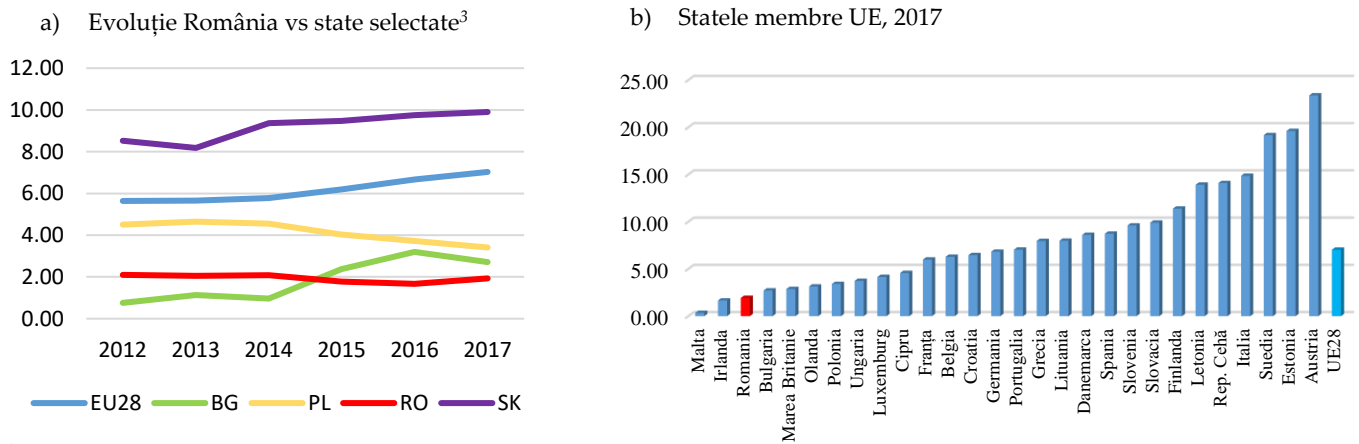 a) Evoluție România vs state selectate³
12.00
10.00
8.00
6.00
4.00
2.00
0.00
2012 2013 2014 2015 2016 2017
EU28 BG PL RO SK
b) Statele membre UE, 2017
25.00
20.00
15.00
10.00
5.00
0.00
Malta
Irlanda
Romania
Bulgaria
Marea Britanie
Olanda
Polonia
Ungaria
Luxemburg
Cipru
Franța
Belgia
Croatia
Germania
Portugalia
Grecia
Lituania
Danemarca
Spania
Slovenia
Slovacia
Finlanda
Letonia
Rep. Cehă
Italia
Suedia
Estonia
Austria
UE28